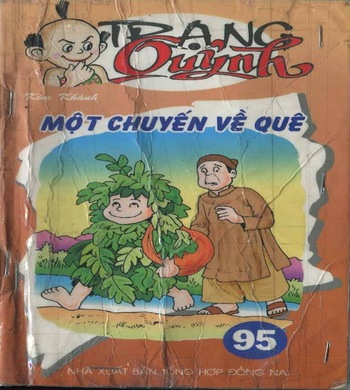 TRẠNG
Quỳnh
Kim Khánh
MỘT CHUYẾN VỀ QUÊ
95
NHÀ XUẤT BẢN TỔNG HỢP ĐỒNG NAI